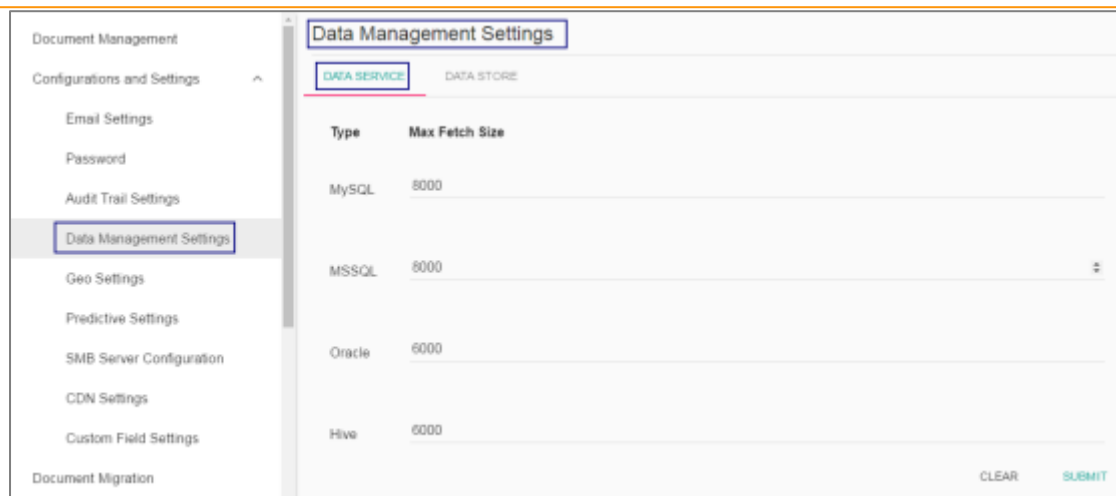 Document Management
Configurations and Settings
Email Settings
Password
Audit Trail Settings
Data Management Settings
Geo Settings
Predictive Settings
SMB Server Configuration
CDN Settings
Custom Field Settings
Document Migration
Data Management Settings
DATA SERVICE DATA STORE
Type Max Fetch Size
MySQL 8000
MSSQL 8000
Oracle 6000
Hive 6000
CLEAR SUBMIT